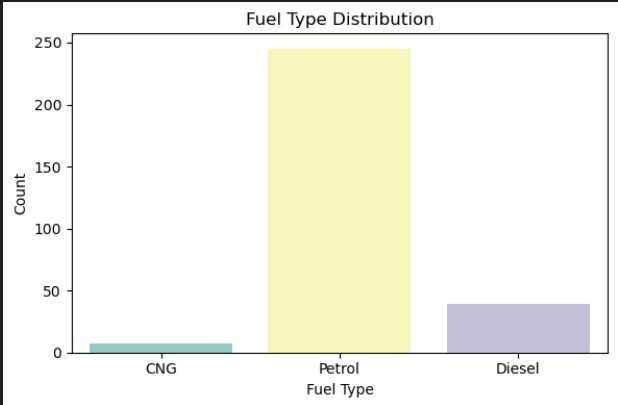 Fuel Type Distribution
250
200
150
100
50
0
Count
CNG Petrol Diesel
Fuel Type